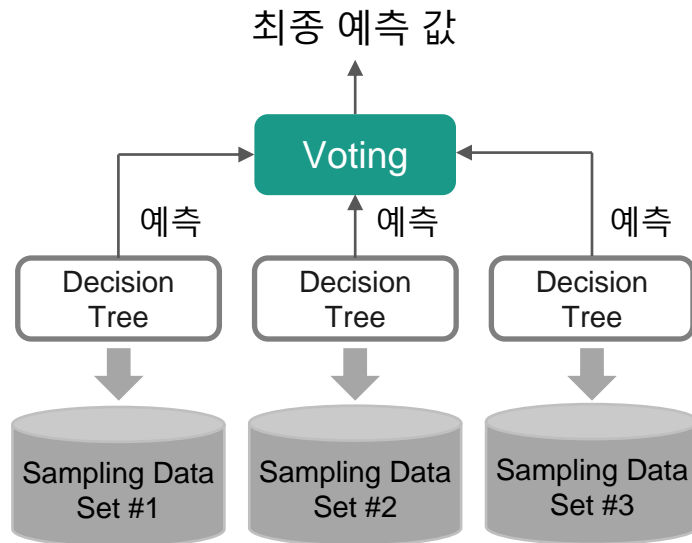 최종 예측 값
Voting
예측
예측
예측
Decision
Tree
Decision
Tree
Decision
Tree
Sampling Data
Set #1
Sampling Data
Set #2
Sampling Data
Set #3